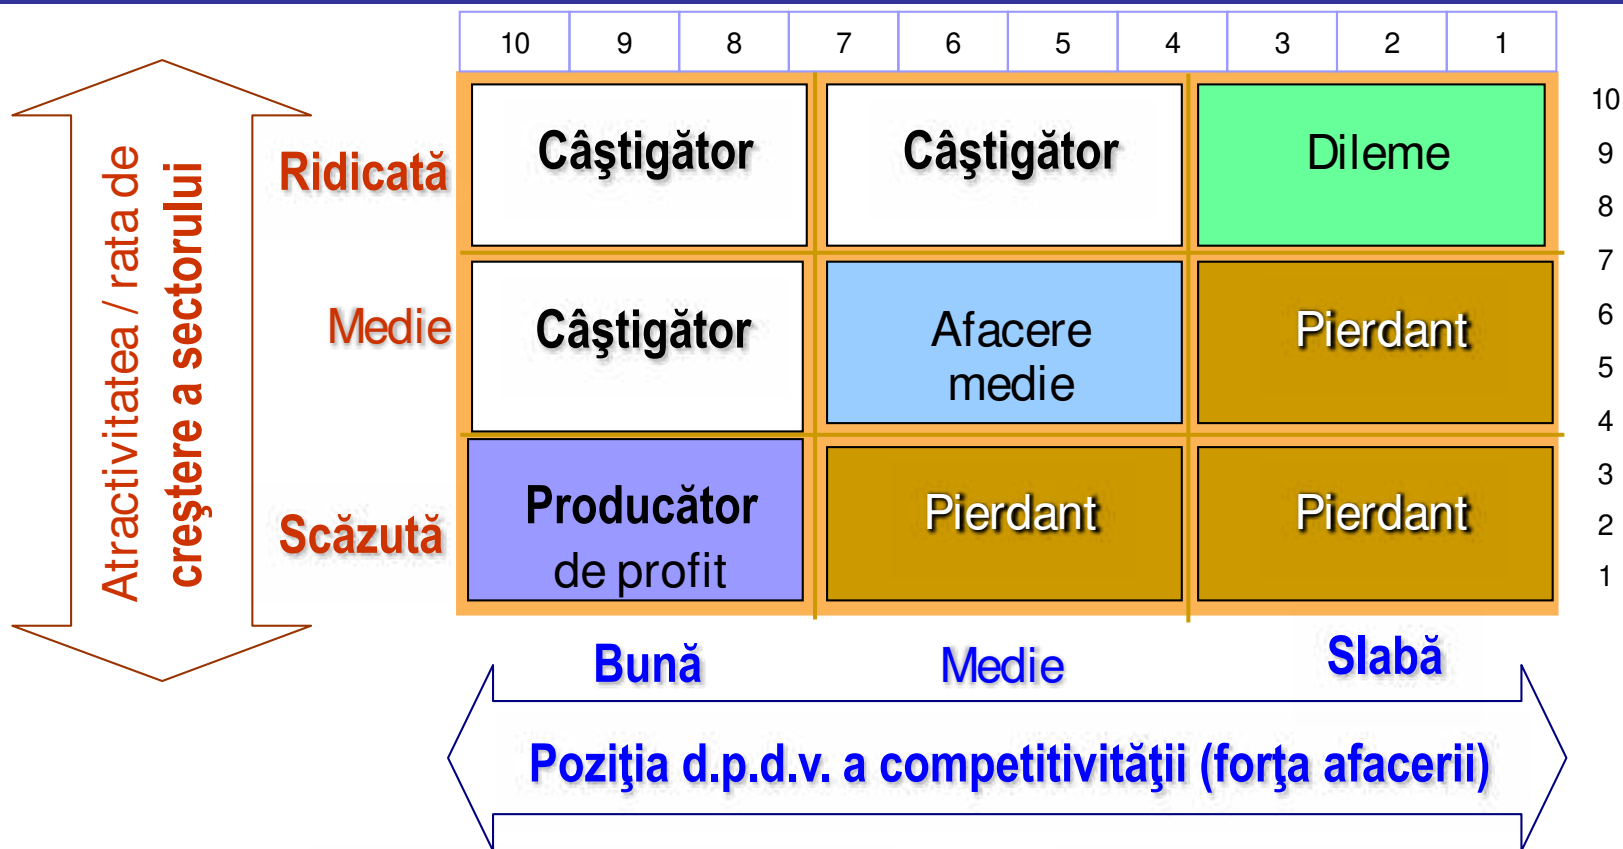 10 9 8 7 6 5 4 3 2 1
Atractivitatea / rata de
creştere a sectorului
Ridicată
Câştigător
Câştigător
Dileme
10
9
8
7
Medie
Câştigător
Afacere
medie
Pierdant
6
5
4
Scăzută
Producător
de profit
Pierdant
Pierdant
3
2
1
Bună
Medie
Slabă
Poziţia d.p.d.v. a competitivităţii (forţa afacerii)